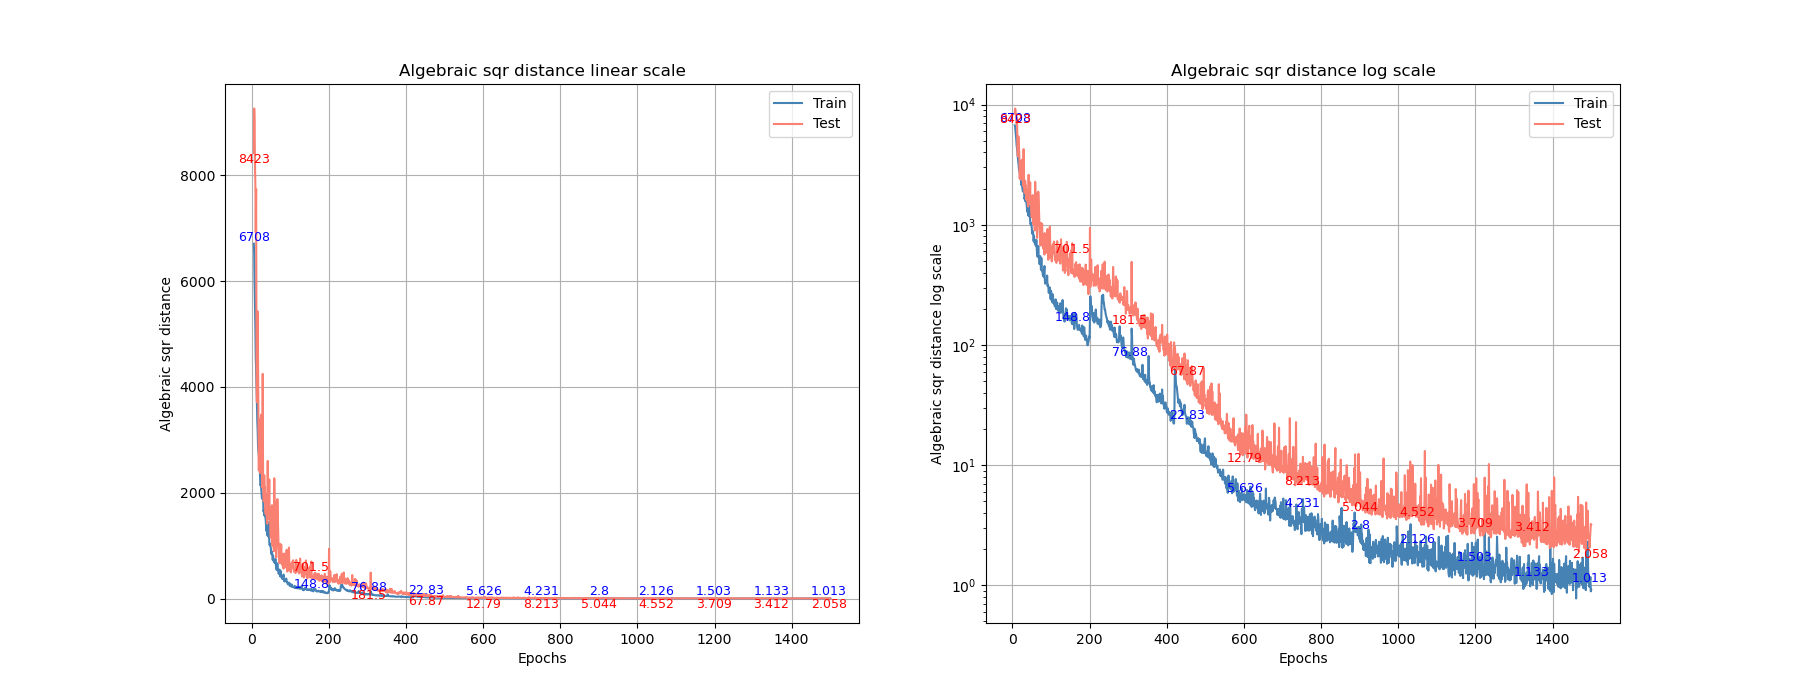 Algebraic sqr distance linear scale
Algebraic sqr distance
8000
6000
4000
2000
0
0 200 400 600 800 1000 1200 1400
Epochs
Train
Test
8423
6708
701.5
148.8
76.88
181.5
22.83 5.626 4.231 2.8 2.126 1.503 1.133 1.013
67.87 12.79 8.213 5.044 4.552 3.709 3.412 2.058
Algebraic sqr distance log scale
Algebraic sqr distance log scale
10⁴
10³
10²
10¹
10⁰
0 200 400 600 800 1000 1200 1400
Epochs
Train
Test
6708
8423
701.5
148.8
181.5
76.88
67.87
22.83
12.79
5.626
8.213
4.231
5.044
2.8
4.552
2.126
3.709
1.503
3.412
1.133
2.058
1.013